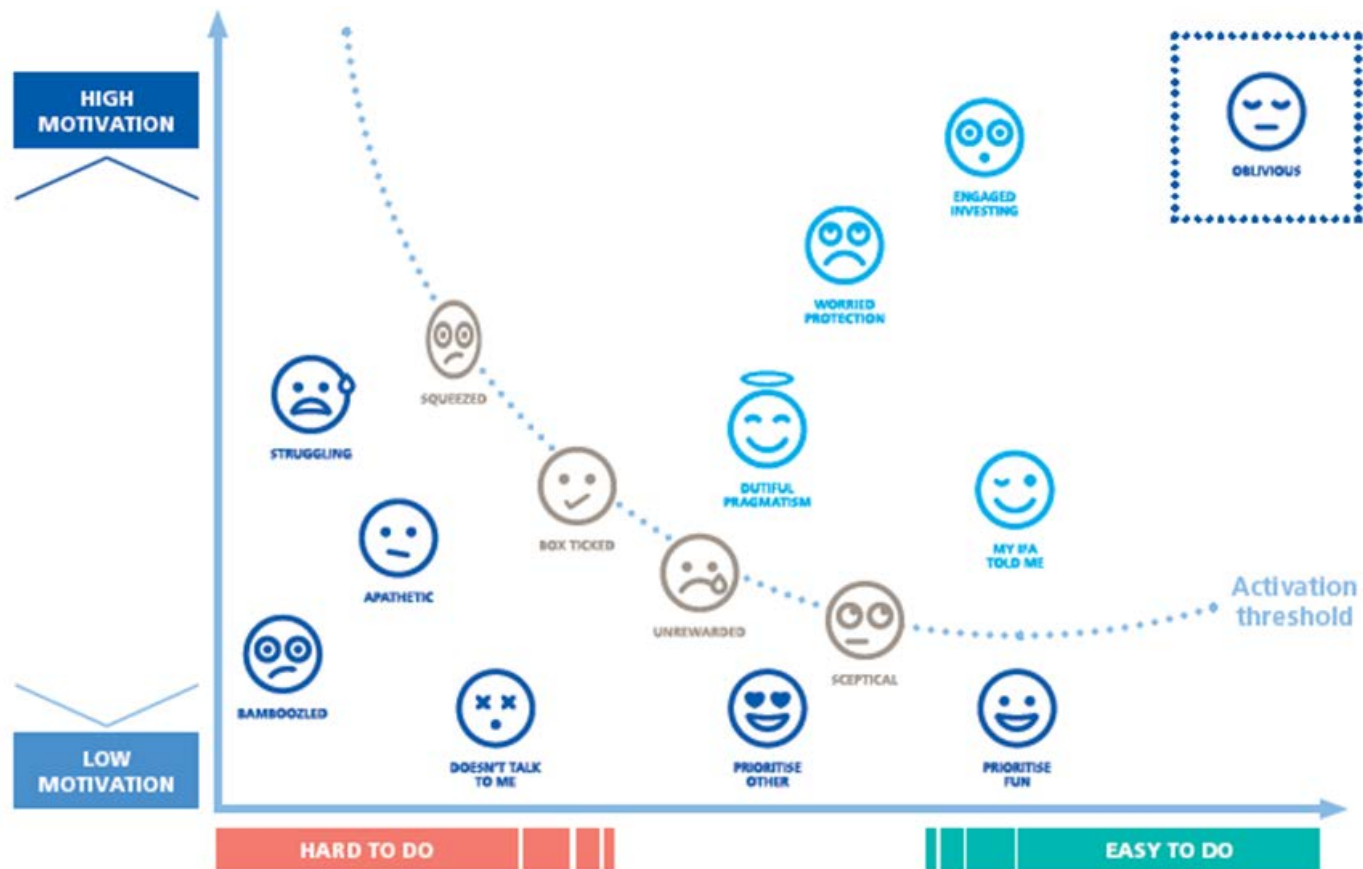 HIGH
MOTIVATION
OBLIVIOUS
ENGAGED
INVESTING
WORRIED
PROTECTION
SQUEEZED
STRUGGLING
DUTIFUL
PRAGMATISM
BOX TICKED
MY IFA
TOLD ME
APATHETIC
Activation
threshold
UNREWARDED
SCEPTICAL
BAMBOOZLED
LOW
MOTIVATION
DOESN'T TALK
TO ME
PRIORITISE
OTHER
PRIORITISE
FUN
HARD TO DO
EASY TO DO